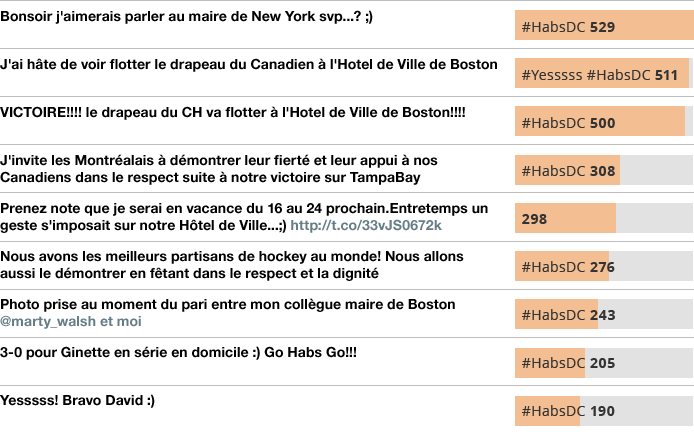 Bonsoir j'aimerais parler au maire de New York svp...? ;)
#HabsDC 529
J'ai hâte de voir flotter le drapeau du Canadien à l'Hotel de Ville de Boston
#Yesssss #HabsDC 511
VICTOIRE!!!! le drapeau du CH va flotter à l'Hotel de Ville de Boston!!!!
#HabsDC 500
J'invite les Montréalais à démontrer leur fierté et leur appui à nos
Canadiens dans le respect suite à notre victoire sur TampaBay
#HabsDC 308
Prenez note que je serai en vacance du 16 au 24 prochain.Entretemps un
geste s'imposait sur notre Hôtel de Ville...;) http://t.co/33vJS0672k
298
Nous avons les meilleurs partisans de hockey au monde! Nous allons
aussi le démontrer en fêtant dans le respect et la dignité
#HabsDC 276
Photo prise au moment du pari entre mon collègue maire de Boston
@marty_walsh et moi
#HabsDC 243
3-0 pour Ginette en série en domicile :) Go Habs Go!!!
#HabsDC 205
Yesssss! Bravo David :)
#HabsDC 190